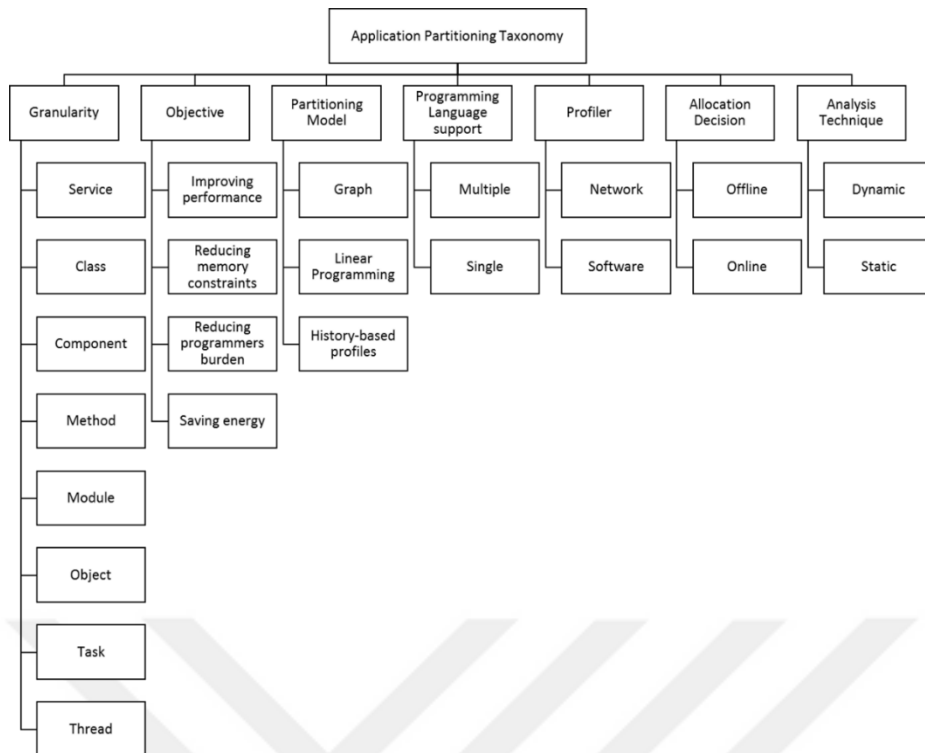 Application Partitioning Taxonomy
Granularity
Objective
Partitioning
Model
Programming
Language
support
Profiler
Allocation
Decision
Analysis
Technique
Service
Improving
performance
Graph
Multiple
Network
Offline
Dynamic
Class
Reducing
memory
constraints
Linear
Programming
Single
Software
Online
Static
Component
Reducing
programmers
burden
History-based
profiles
Method
Saving energy
Module
Object
Task
Thread